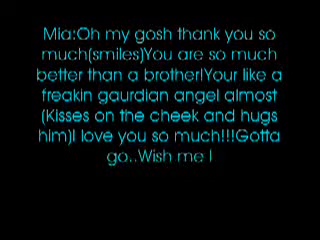 Mia:Oh my gosh thank you so
much(smiles)You are so much
better than a brother!Your like a
freakin gaurdian angel almost
(Kisses on the cheek and hugs
him)I love you so much!!!Gotta
go..Wish me l